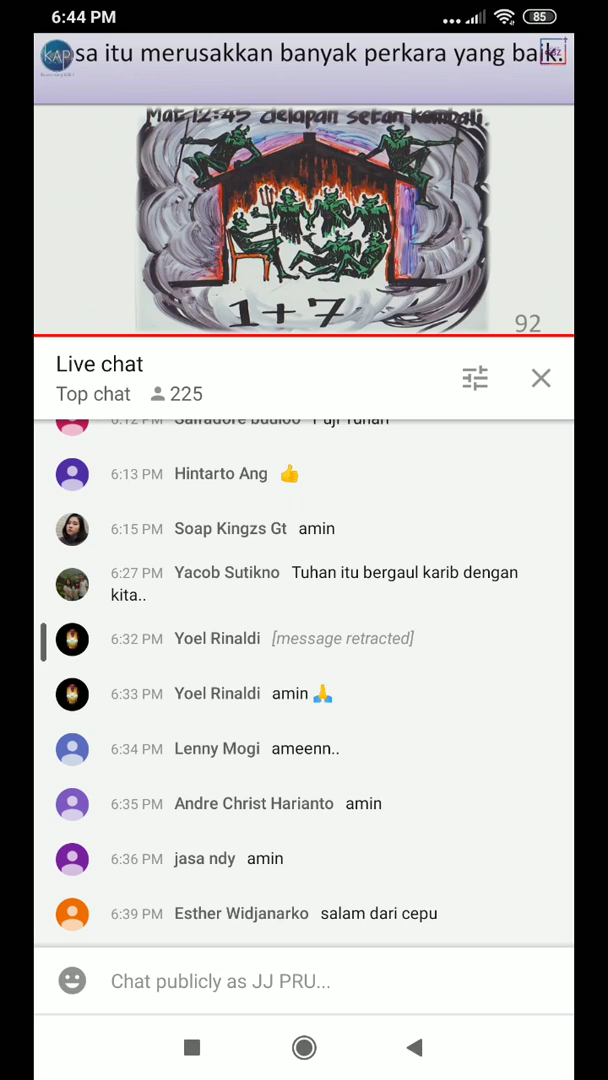 6:44 PM
85
KAP
sa itu merusakkan banyak perkara yang baik.
Mat 12:45 delapan setan kembali.
1+7
92
Live chat
Top chat 225
6:12 PM Salradore budioo Puji Tuhan
6:13 PM Hintarto Ang 👍
6:15 PM Soap Kingzs Gt amin
6:27 PM Yacob Sutikno Tuhan itu bergaul karib dengan
kita..
6:32 PM Yoel Rinaldi [message retracted]
6:33 PM Yoel Rinaldi amin 🙏
6:34 PM Lenny Mogi ameenn..
6:35 PM Andre Christ Harianto amin
6:36 PM jasa ndy amin
6:39 PM Esther Widjanarko salam dari cepu
Chat publicly as JJ PRU...